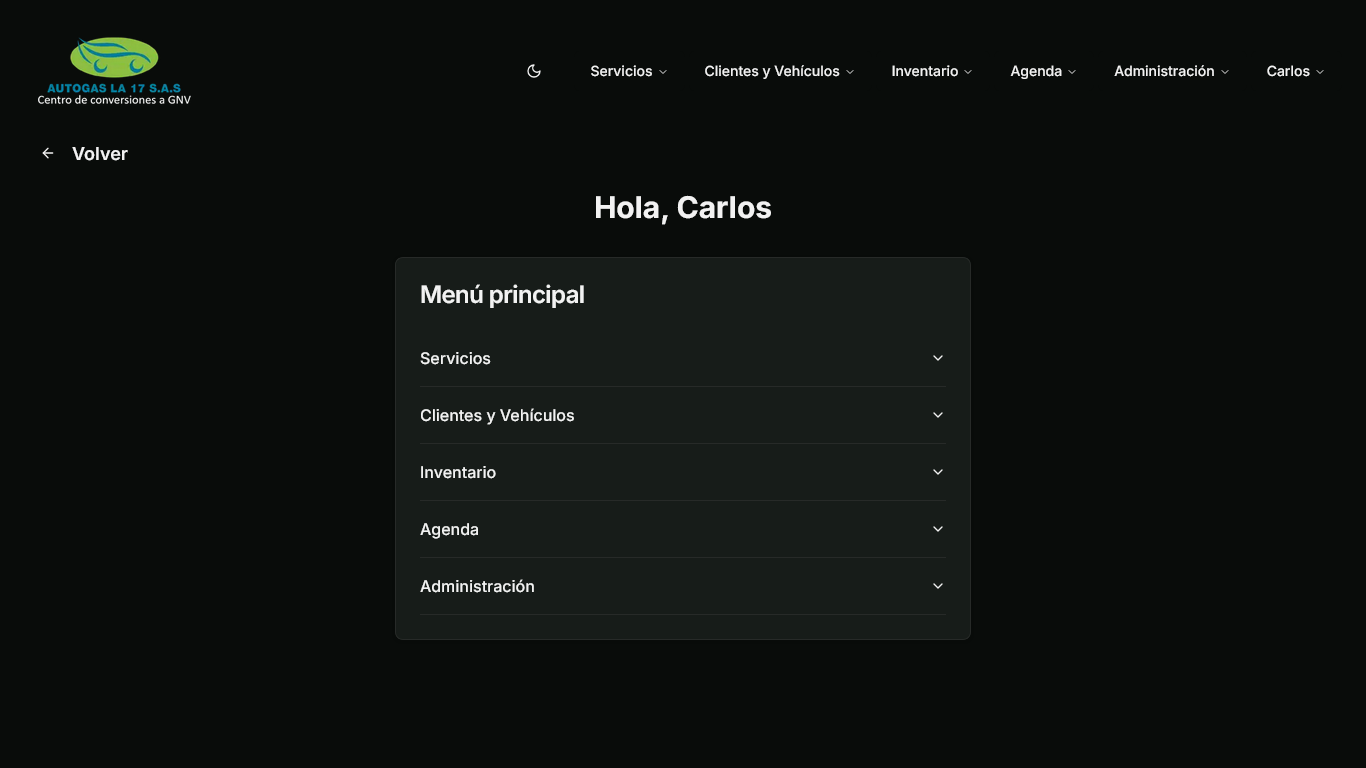 AUTOGAS LA 17 S.A.S
Centro de conversiones a GNV
Servicios
Clientes y Vehículos
Inventario
Agenda
Administración
Carlos
Volver
Hola, Carlos
Menú principal
Servicios
Clientes y Vehículos
Inventario
Agenda
Administración